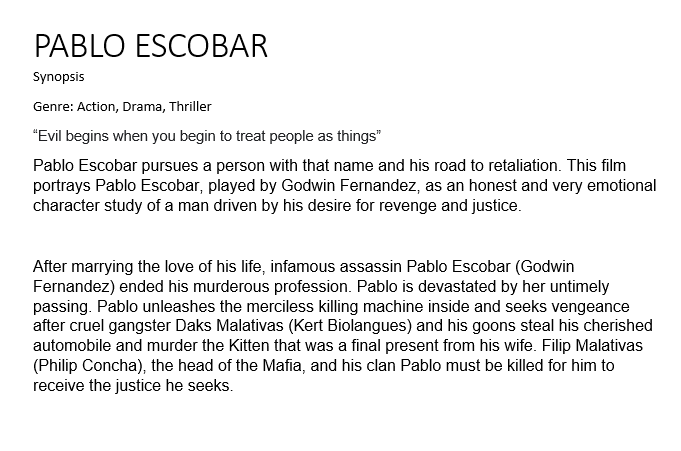 PABLO ESCOBAR
Synopsis
Genre: Action, Drama, Thriller
“Evil begins when you begin to treat people as things”
Pablo Escobar pursues a person with that name and his road to retaliation. This film
portrays Pablo Escobar, played by Godwin Fernandez, as an honest and very emotional
character study of a man driven by his desire for revenge and justice.
After marrying the love of his life, infamous assassin Pablo Escobar (Godwin
Fernandez) ended his murderous profession. Pablo is devastated by her untimely
passing. Pablo unleashes the merciless killing machine inside and seeks vengeance
after cruel gangster Daks Malativas (Kert Biolangues) and his goons steal his cherished
automobile and murder the Kitten that was a final present from his wife. Filip Malativas
(Philip Concha), the head of the Mafia, and his clan Pablo must be killed for him to
receive the justice he seeks.